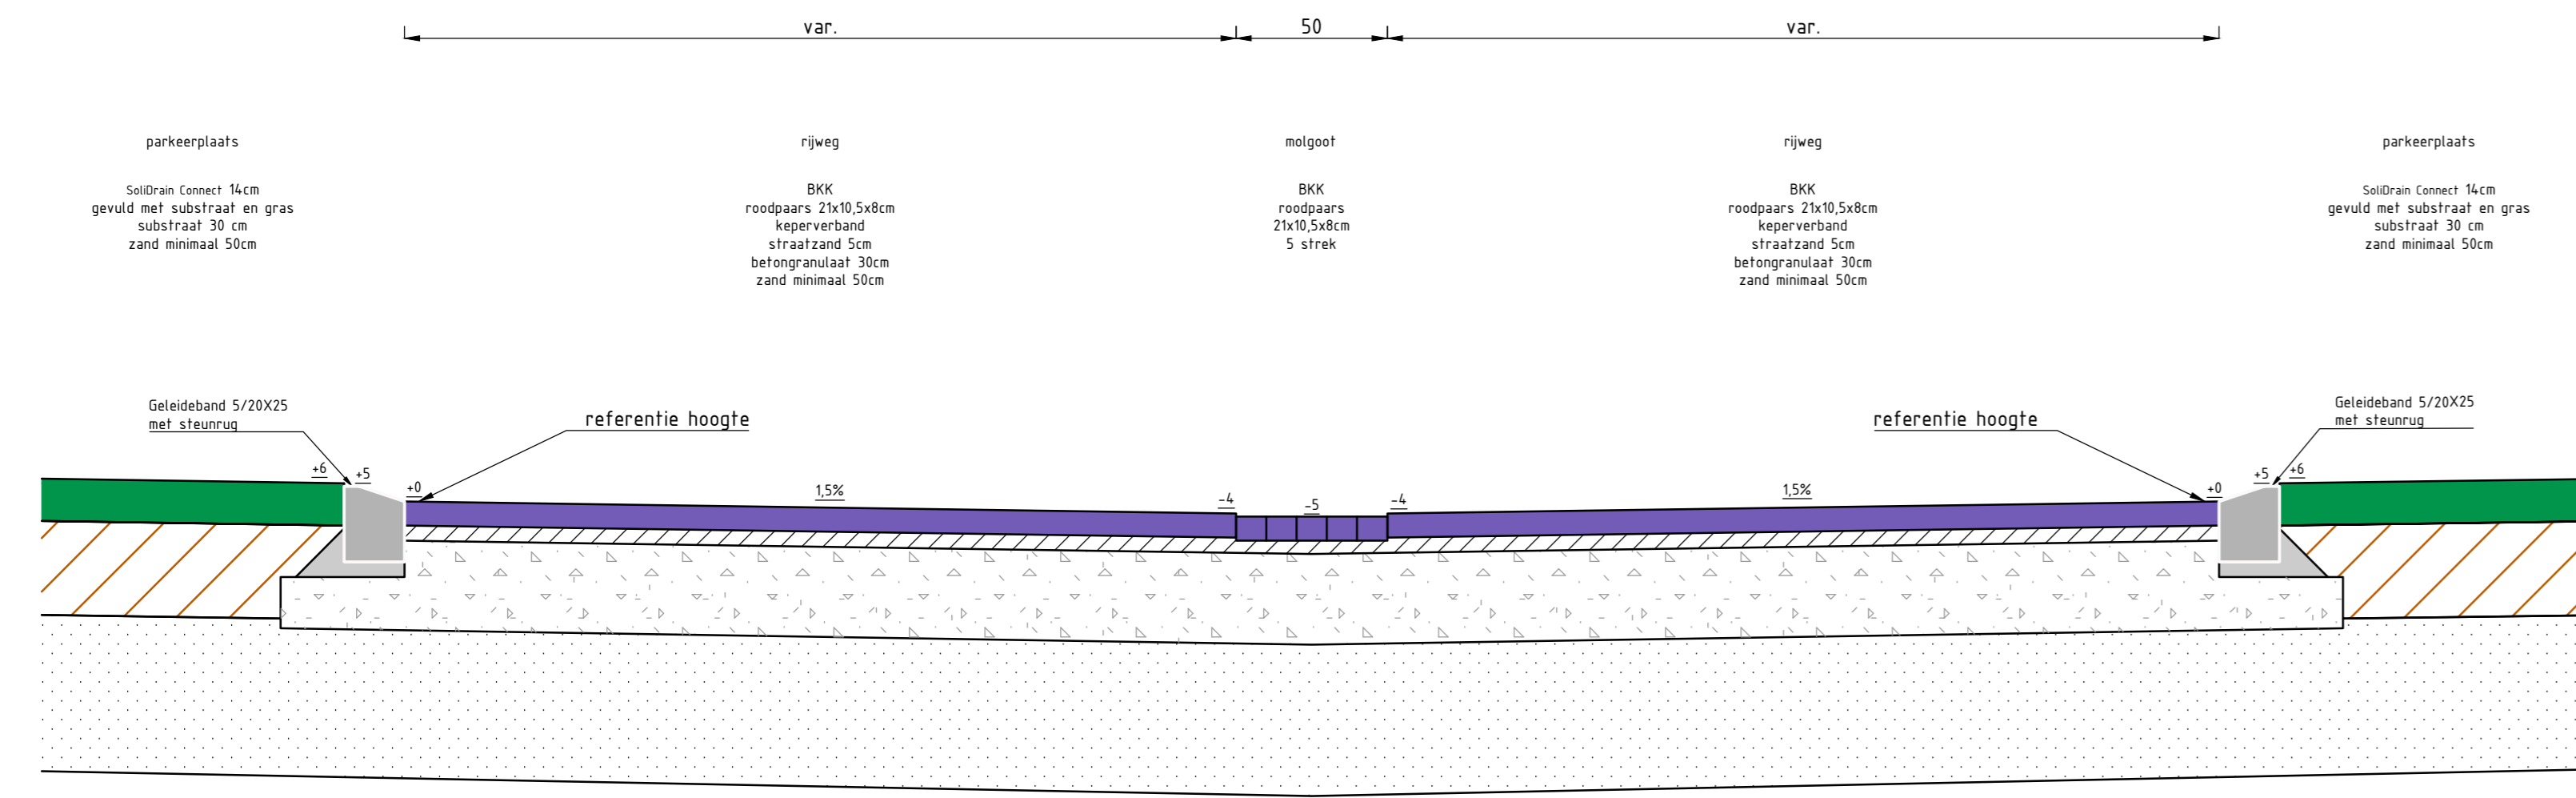 var.
50
var.
parkeerplaats
SoliDrain Connect 14cm
gevuld met substraat en gras
substraat 30 cm
zand minimaal 50cm
rijweg
BKK
roodpaars 21x10,5x8cm
keperverband
straatzand 5cm
betongranulaat 30cm
zand minimaal 50cm
molgoot
BKK
roodpaars
21x10,5x8cm
5 strek
rijweg
BKK
roodpaars 21x10,5x8cm
keperverband
straatzand 5cm
betongranulaat 30cm
zand minimaal 50cm
parkeerplaats
SoliDrain Connect 14cm
gevuld met substraat en gras
substraat 30 cm
zand minimaal 50cm
Geleideband 5/20X25
met steunrug
referentie hoogte
referentie hoogte
Geleideband 5/20X25
met steunrug
+6
+5
+0
1,5%
-4
-5
-4
1,5%
+0
+5
+6